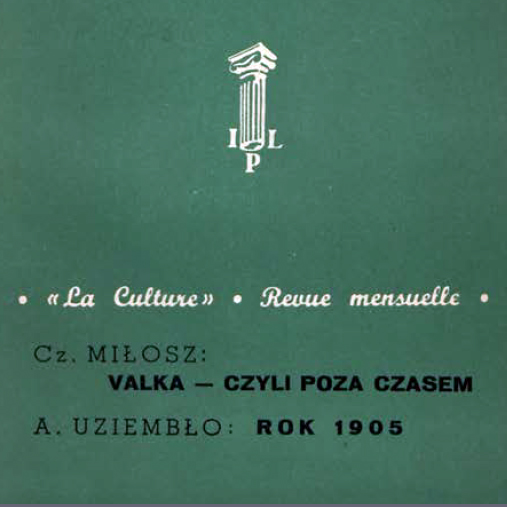 I L
P
• «La Culture» • Revue mensuelle •
Cz. MIŁOSZ:
VALKA — CZYLI POZA CZASEM
A. UZIEMBŁO: ROK 1905